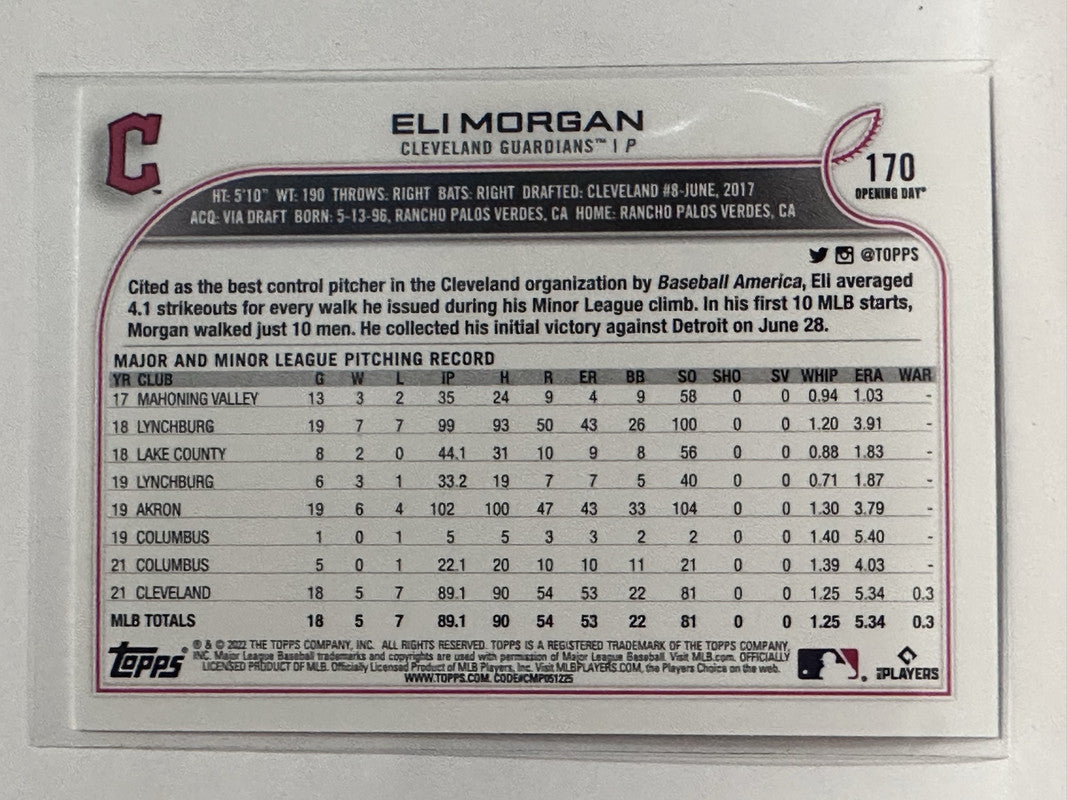 C
ELI MORGAN
CLEVELAND GUARDIANS™ | P
170
OPENING DAY®
HT: 5'10" WT: 190 THROWS: RIGHT BATS: RIGHT DRAFTED: CLEVELAND #8-JUNE, 2017
ACQ: VIA DRAFT BORN: 5-13-96, RANCHO PALOS VERDES, CA HOME: RANCHO PALOS VERDES, CA
@TOPPS
Cited as the best control pitcher in the Cleveland organization by Baseball America, Eli averaged
4.1 strikeouts for every walk he issued during his Minor League climb. In his first 10 MLB starts,
Morgan walked just 10 men. He collected his initial victory against Detroit on June 28.
MAJOR AND MINOR LEAGUE PITCHING RECORD
YR CLUB G W L IP H R ER BB SO SHO SV WHIP ERA WAR
17 MAHONING VALLEY 13 3 2 35 24 9 4 9 58 0 0 0.94 1.03 -
18 LYNCHBURG 19 7 7 99 93 50 43 26 100 0 0 1.20 3.91 -
18 LAKE COUNTY 8 2 0 44.1 31 10 9 8 56 0 0 0.88 1.83 -
19 LYNCHBURG 6 3 1 33.2 19 7 7 5 40 0 0 0.71 1.87 -
19 AKRON 19 6 4 102 100 47 43 33 104 0 0 1.30 3.79 -
19 COLUMBUS 1 0 1 5 5 3 3 2 2 0 0 1.40 5.40 -
21 COLUMBUS 5 0 1 22.1 20 10 10 11 21 0 0 1.39 4.03 -
21 CLEVELAND 18 5 7 89.1 90 54 53 22 81 0 0 1.25 5.34 0.3
MLB TOTALS 18 5 7 89.1 90 54 53 22 81 0 0 1.25 5.34 0.3
Topps®
® & © 2022 THE TOPPS COMPANY, INC. ALL RIGHTS RESERVED. TOPPS IS A REGISTERED TRADEMARK OF THE TOPPS COMPANY,
INC. Major League Baseball trademarks and copyrights are used with permission of Major League Baseball. Visit MLB.com. OFFICIALLY
LICENSED PRODUCT OF MLB. Officially Licensed Product of MLB Players, Inc. Visit MLBPLAYERS.COM, the Players Choice on the web.
WWW.TOPPS.COM. CODE#CMP051225
PLAYERS